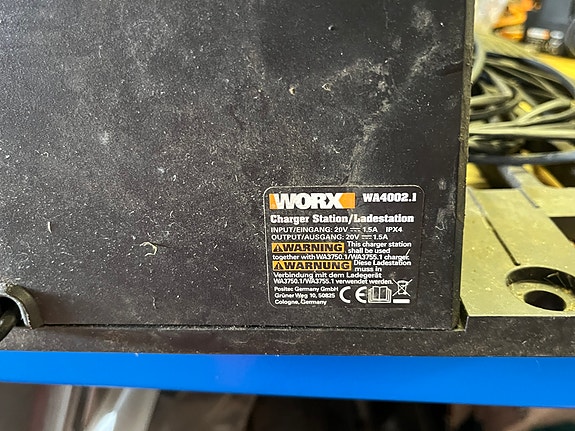 WORX WA4002.1
Charger Station/Ladestation
INPUT/EINGANG: 20V ⎓ 1.5A IPX4
OUTPUT/AUSGANG: 20V ⎓ 1.5A
WARNING This charger station
shall be used
together with WA3750.1/WA3755.1 charger.
WARNUNG Diese Ladestation
muss in
Verbindung mit dem Ladegerät
WA3750.1/WA3755.1 verwendet werden.
Positec Germany GmbH
Grüner Weg 10, 50825
Cologne, Germany
CE